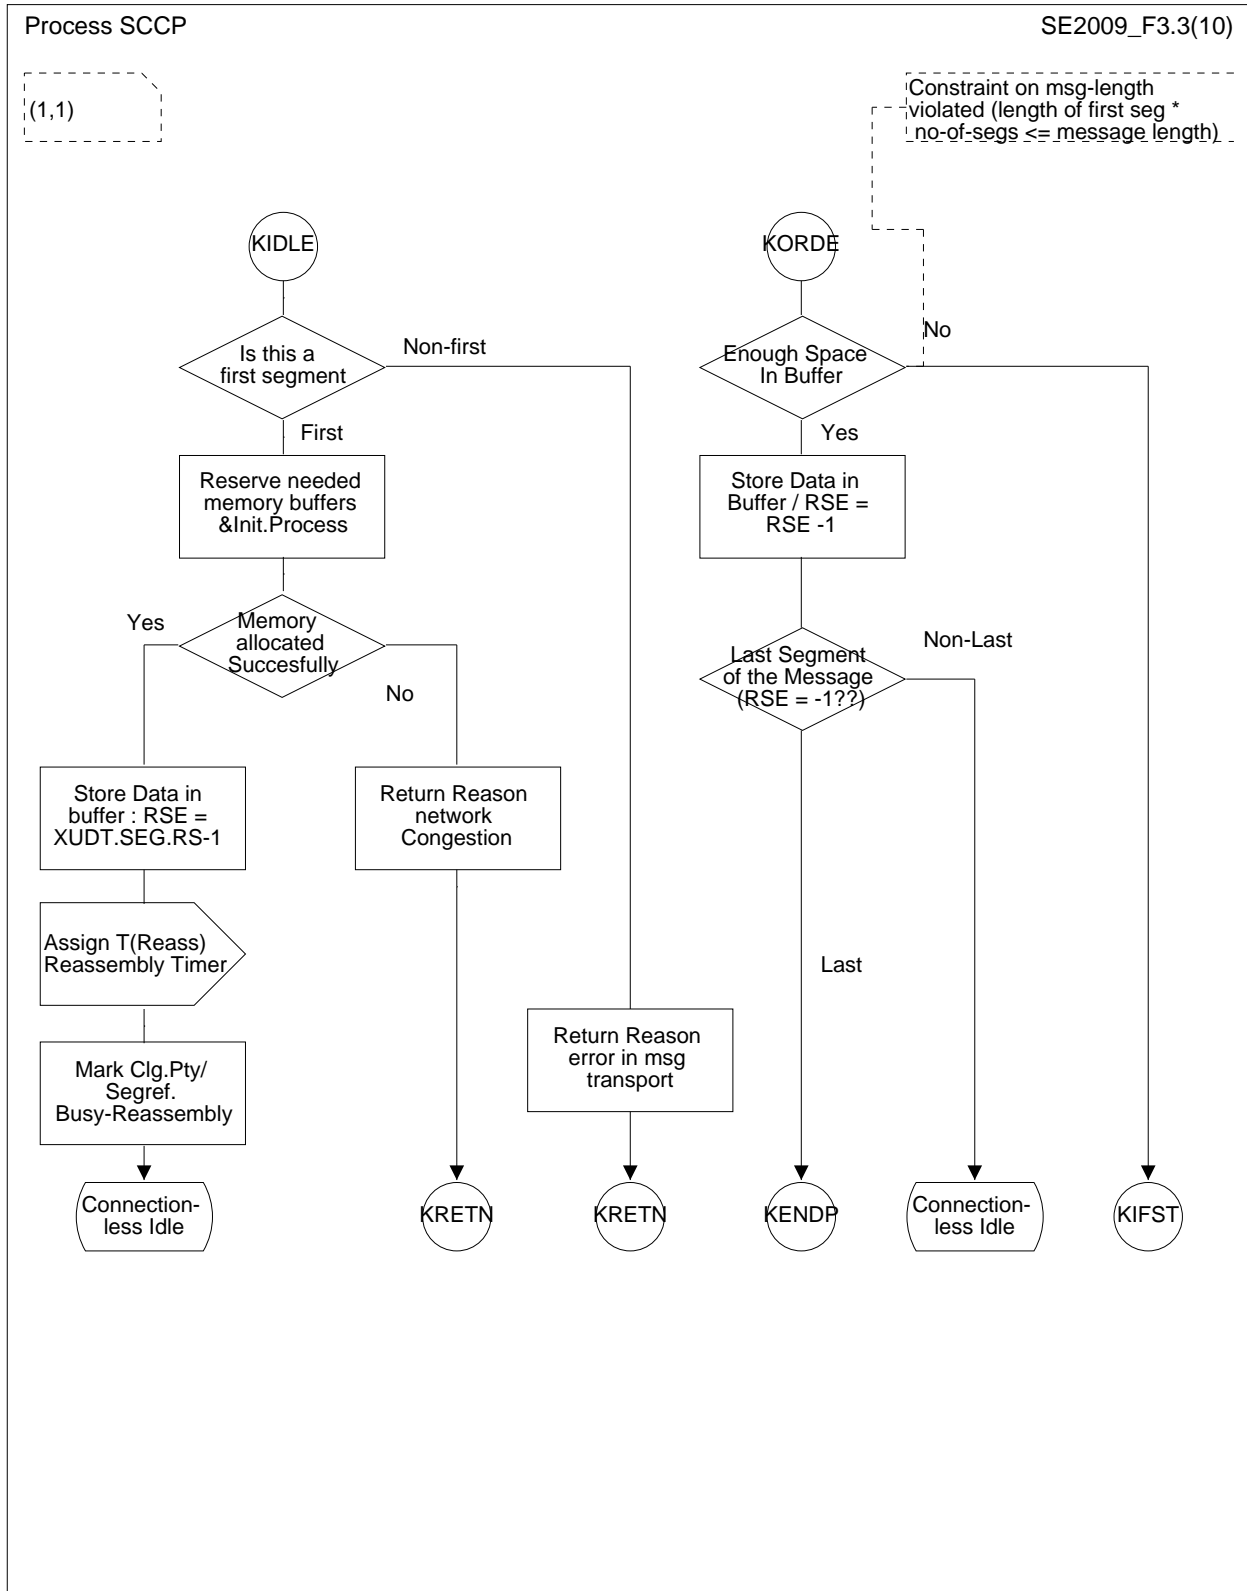 Process SCCP
SE2009_F3.3(10)
(1,1)
Constraint on msg-length
violated (length of first seg *
no-of-segs <= message length)
KIDLE
KORDE
Is this a
first segment
Non-first
First
Enough Space
In Buffer
No
Yes
Reserve needed
memory buffers
&Init.Process
Store Data in
Buffer / RSE =
RSE -1
Memory
allocated
Succesfully
Yes
No
Last Segment
of the Message
(RSE = -1??)
Non-Last
Last
Store Data in
buffer : RSE =
XUDT.SEG.RS-1
Return Reason
network
Congestion
Assign T(Reass)
Reassembly Timer
Return Reason
error in msg
transport
Mark Clg.Pty/
Segref.
Busy-Reassembly
Connection-
less Idle
KRETN
KRETN
KENDP
Connection-
less Idle
KIFST